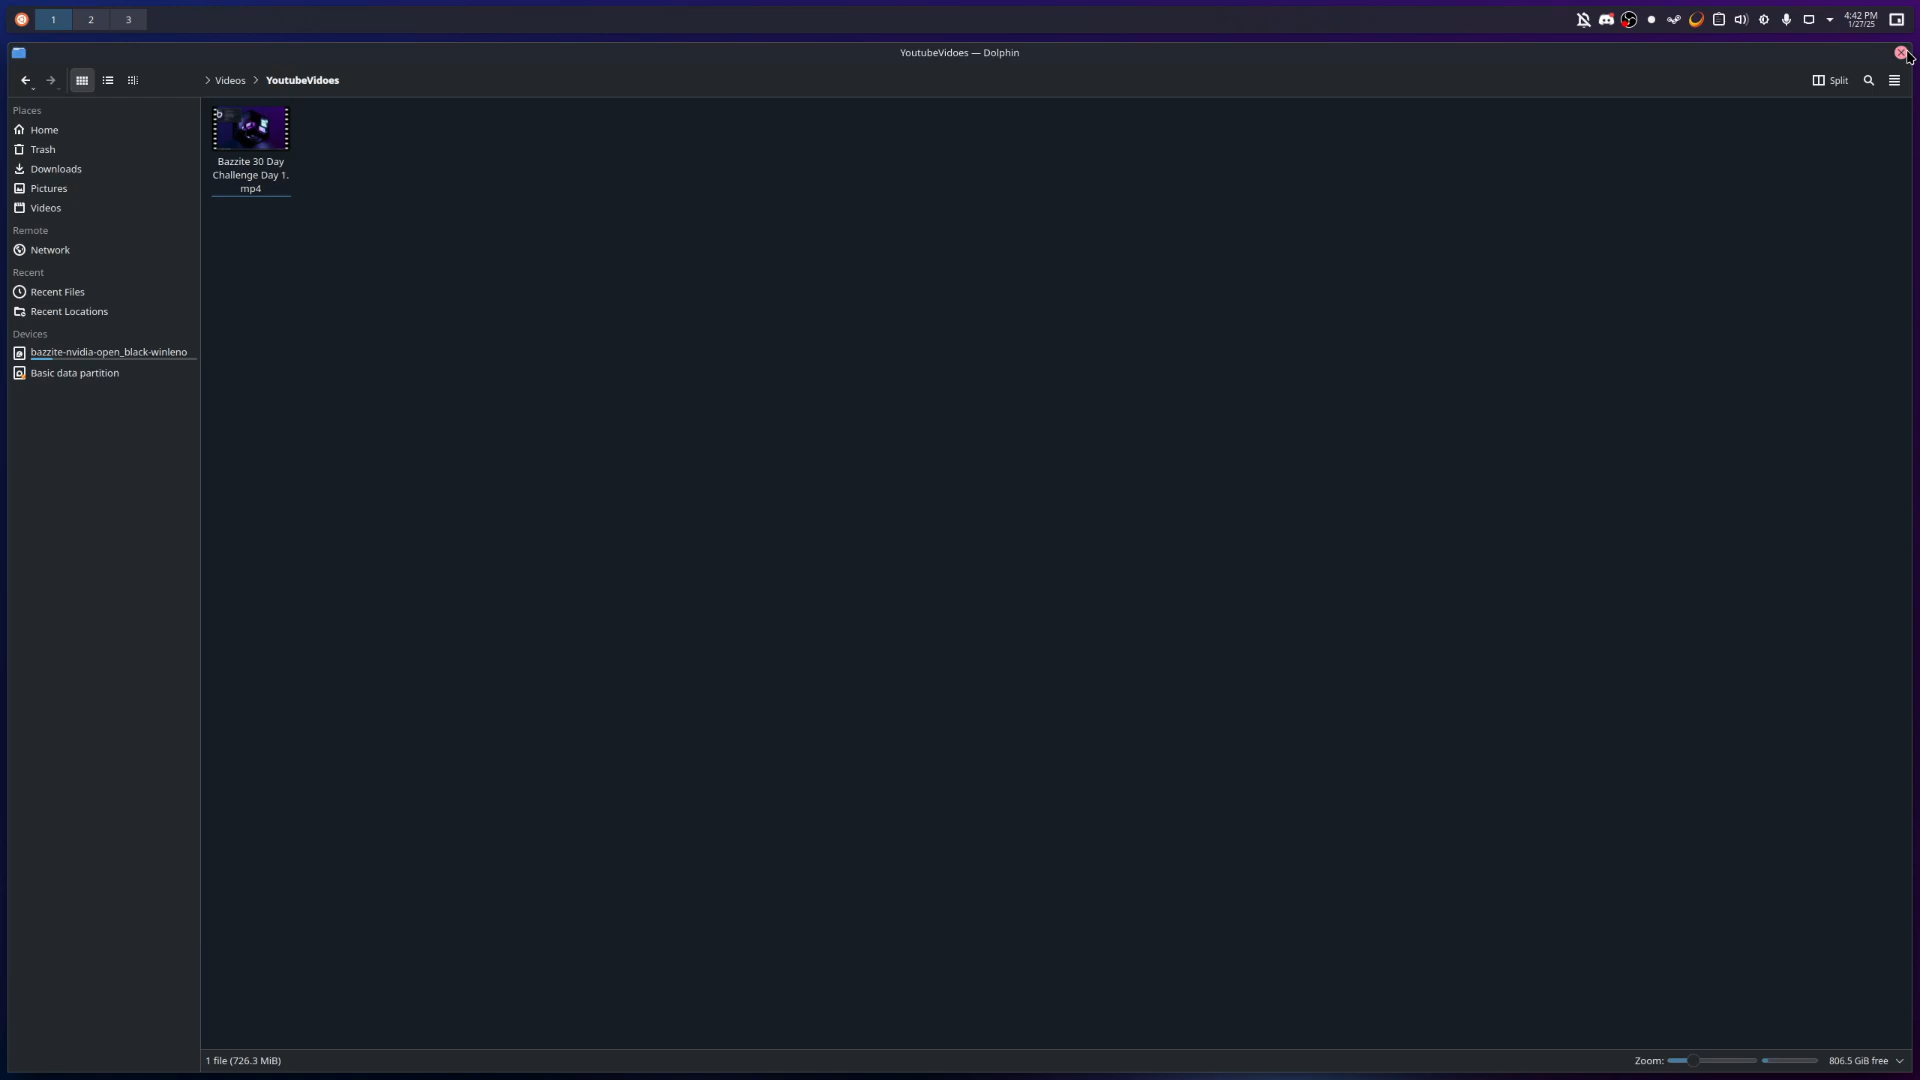 1
2
3
4:42 PM
1/27/25
YoutubeVidoes — Dolphin
Videos
YoutubeVidoes
Split
Places
Home
Trash
Downloads
Pictures
Videos
Remote
Network
Recent
Recent Files
Recent Locations
Devices
bazzite-nvidia-open_black-winleno
Basic data partition
Bazzite 30 Day
Challenge Day 1.
mp4
1 file (726.3 MiB)
Zoom:
806.5 GiB free